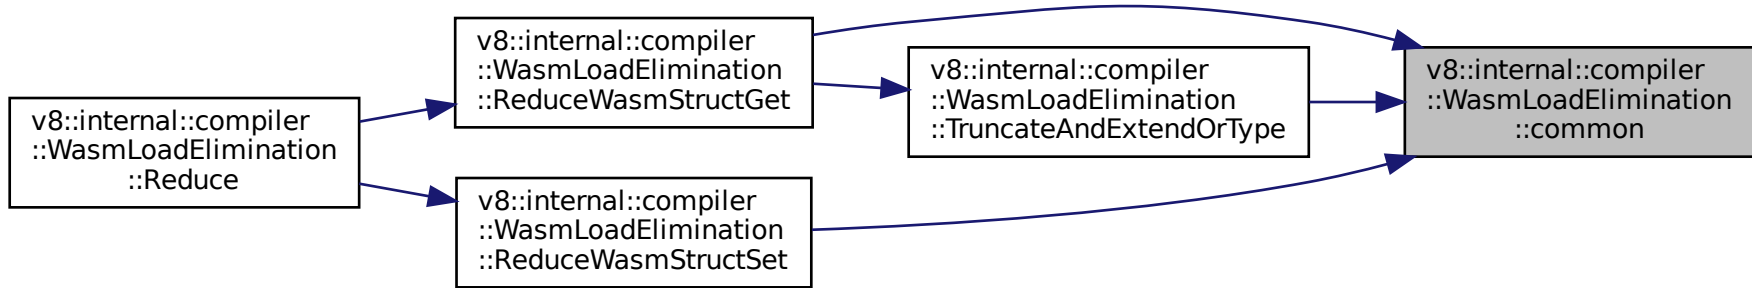 v8::internal::compiler
::WasmLoadElimination
::Reduce
v8::internal::compiler
::WasmLoadElimination
::ReduceWasmStructGet
v8::internal::compiler
::WasmLoadElimination
::ReduceWasmStructSet
v8::internal::compiler
::WasmLoadElimination
::TruncateAndExtendOrType
v8::internal::compiler
::WasmLoadElimination
::common